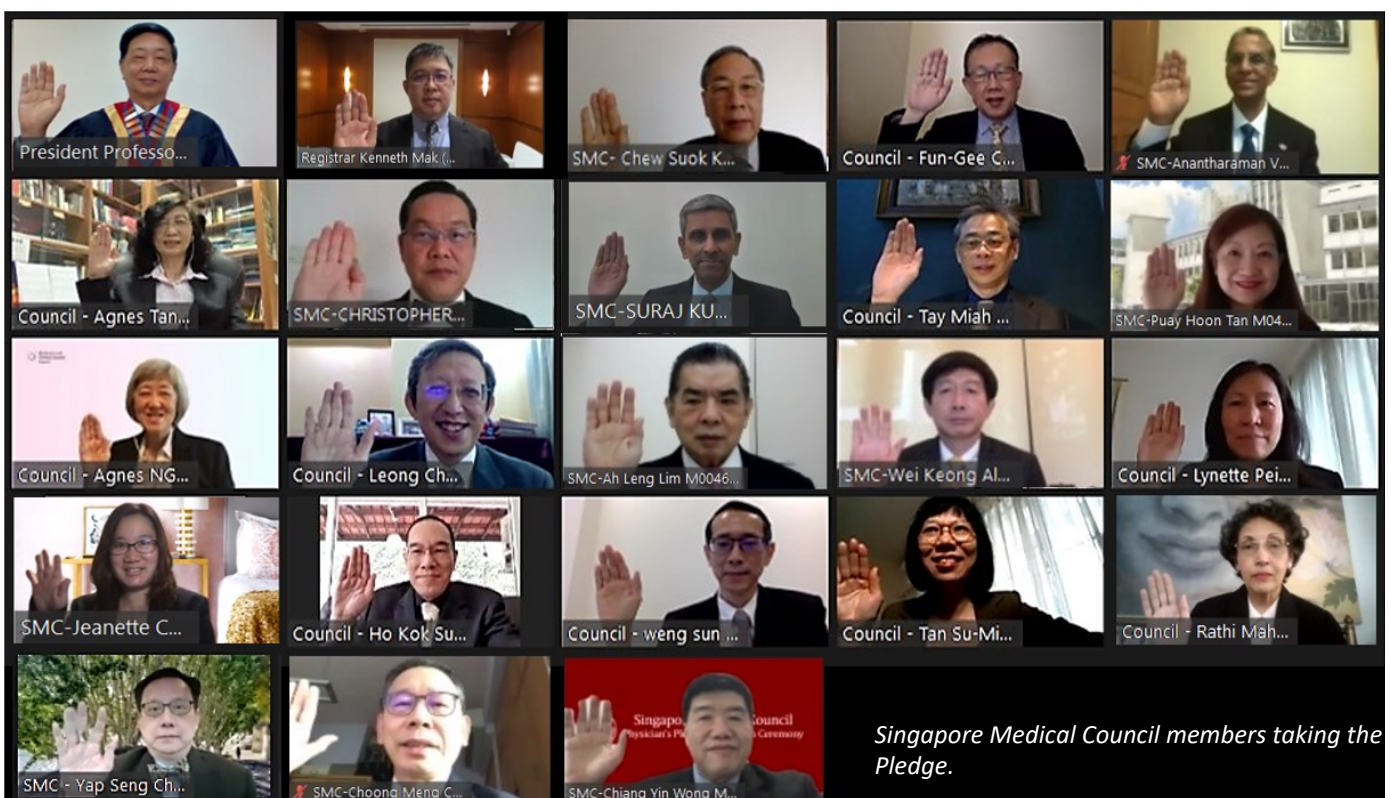 President Professo...
Registrar Kenneth Mak (...
SMC- Chew Suok K...
Council - Fun-Gee C...
SMC-Anantharaman V...
Council - Agnes Tan...
SMC-CHRISTOPHER...
SMC-SURAJ KU...
Council - Tay Miah ...
SMC-Puay Hoon Tan M04...
Council - Agnes NG...
Council - Leong Ch...
SMC-Ah Leng Lim M0046...
SMC-Wei Keong Al...
Council - Lynette Pei...
SMC-Jeanette C...
Council - Ho Kok Su...
Council - weng sun ...
Council - Tan Su-Mi...
Council - Rathi Mah...
SMC - Yap Seng Ch...
SMC-Choong Meng C...
Singapo Council
Physician's Ceremony
SMC-Chiang Yin Wong M...
Singapore Medical Council members taking the
Pledge.